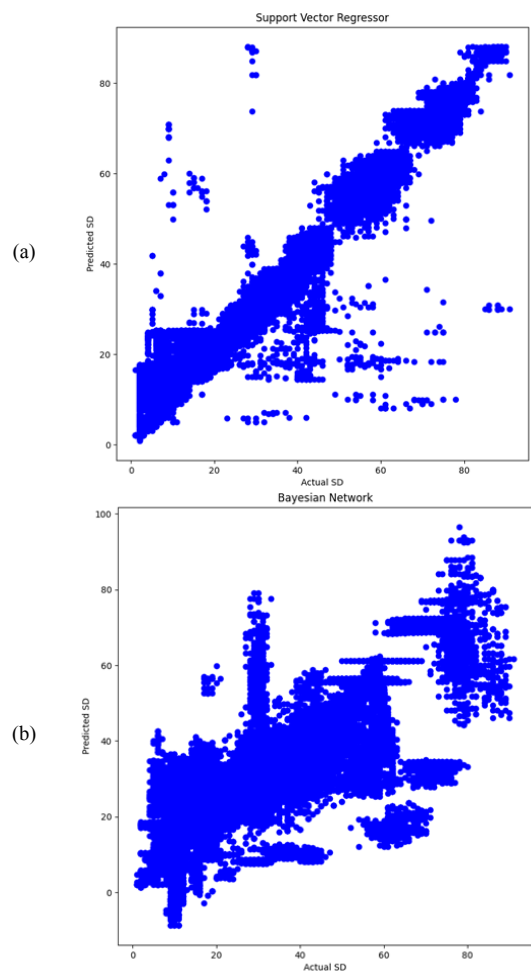 Support Vector Regressor
80
60
(a)
Predicted SD
40
20
0
0 20 40 60 80
Actual SD
Bayesian Network
100
80
60
(b)
Predicted SD
40
20
0
0 20 40 60 80
Actual SD